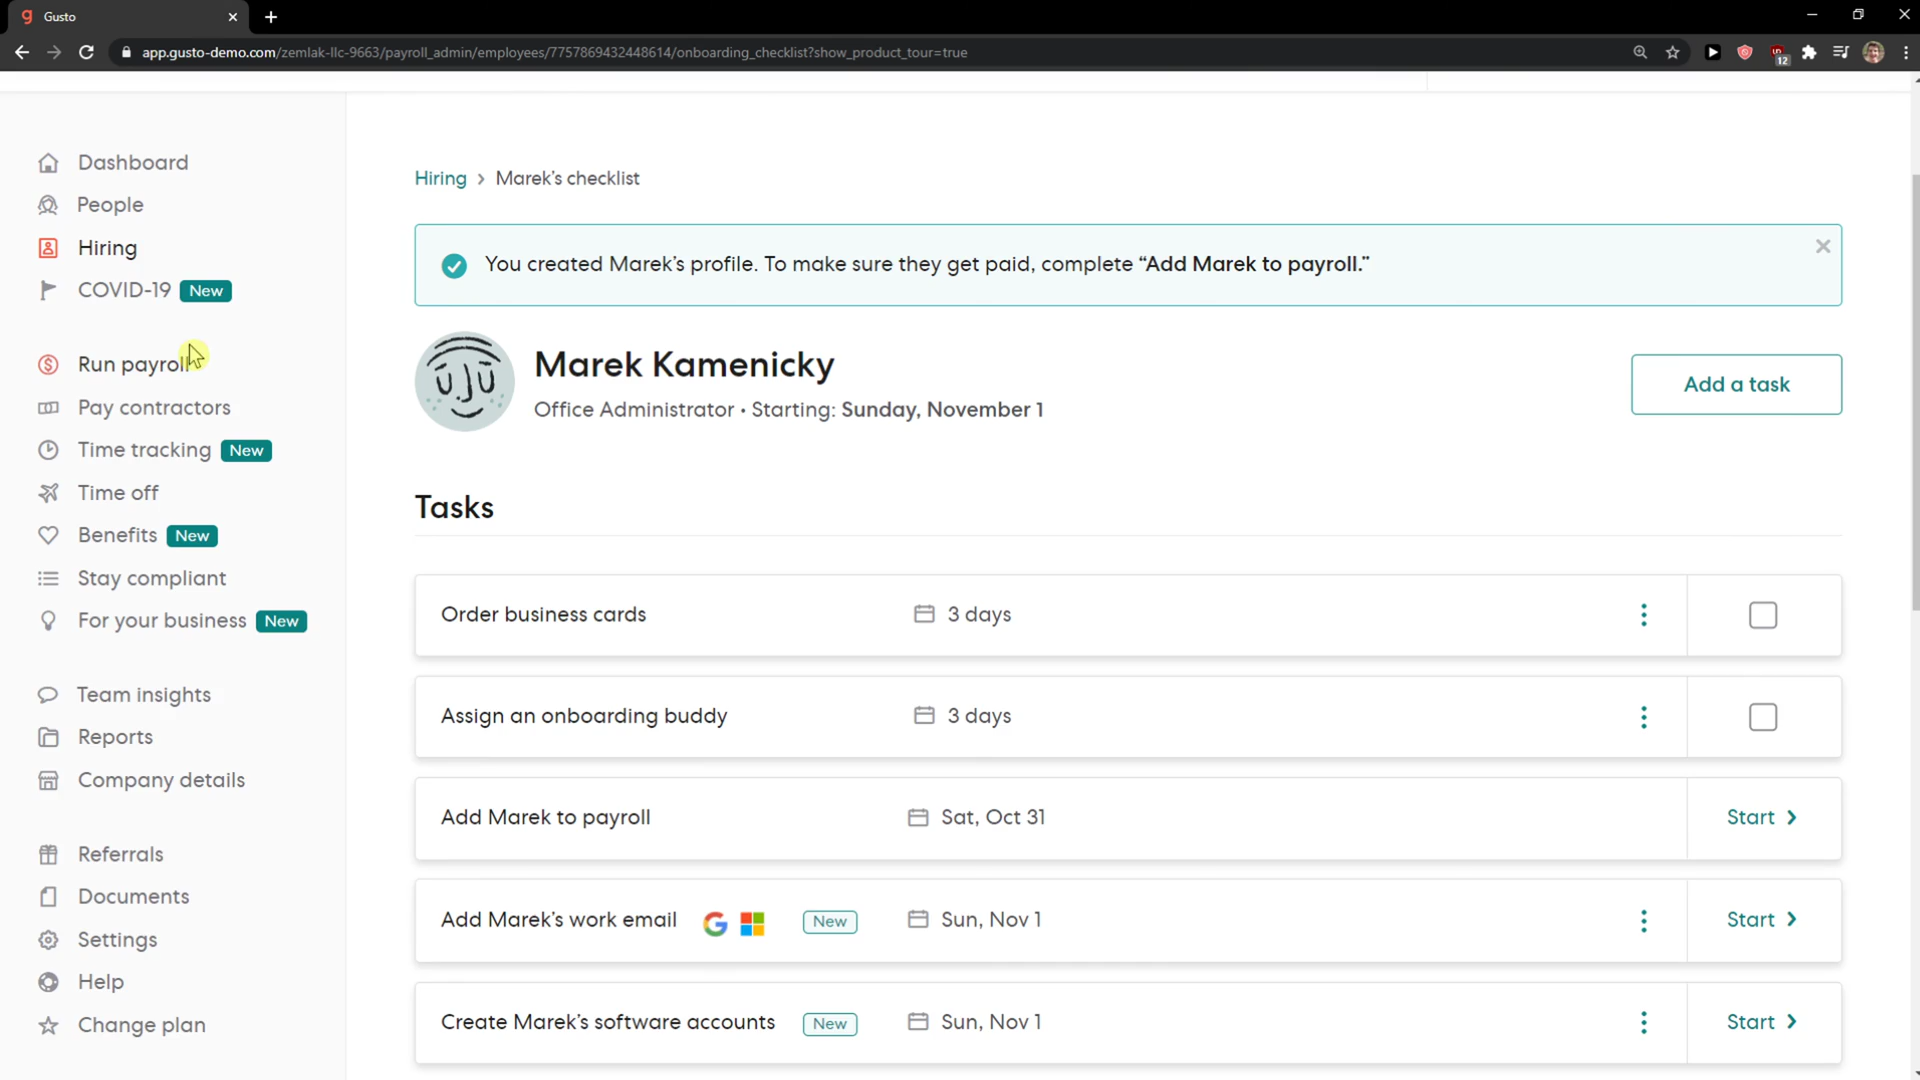 Gusto
app.gusto-demo.com/zemlak-llc-9663/payroll_admin/employees/7757869432448614/onboarding_checklist?show_product_tour=true
12
Dashboard
People
Hiring
COVID-19 New
Run payroll
Pay contractors
Time tracking New
Time off
Benefits New
Stay compliant
For your business New
Team insights
Reports
Company details
Referrals
Documents
Settings
Help
Change plan
Hiring > Marek's checklist
You created Marek's profile. To make sure they get paid, complete “Add Marek to payroll.”
Marek Kamenicky
Office Administrator • Starting: Sunday, November 1
Add a task
Tasks
Order business cards 3 days
Assign an onboarding buddy 3 days
Add Marek to payroll Sat, Oct 31 Start >
Add Marek's work email New Sun, Nov 1 Start >
Create Marek's software accounts New Sun, Nov 1 Start >